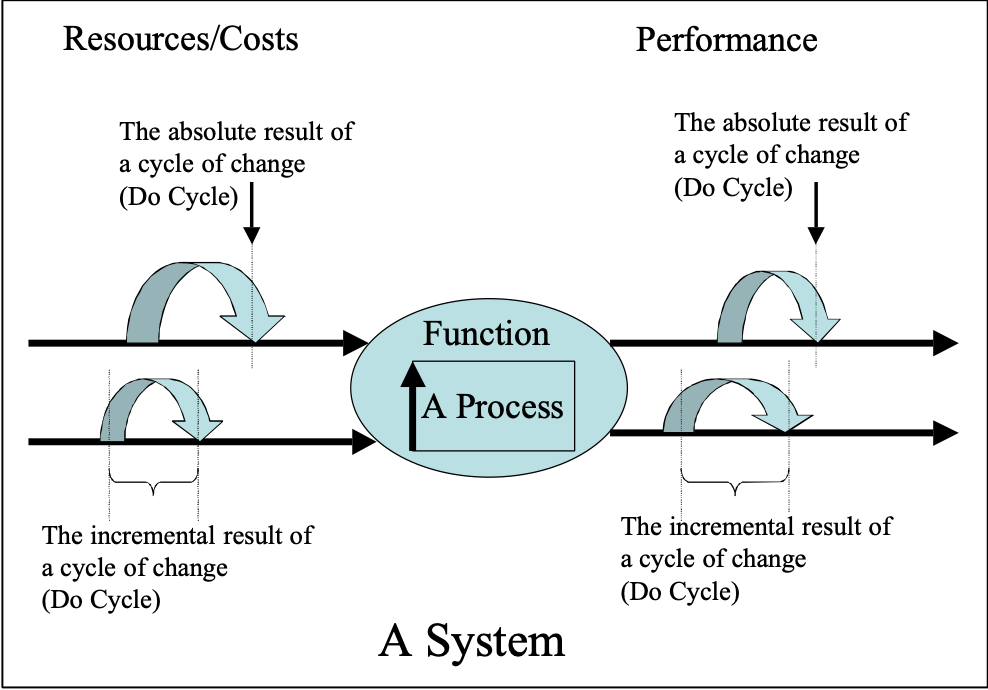 Resources/Costs
Performance
The absolute result of
a cycle of change
(Do Cycle)
The absolute result of
a cycle of change
(Do Cycle)
Function
A Process
The incremental result of
a cycle of change
(Do Cycle)
The incremental result of
a cycle of change
(Do Cycle)
A System